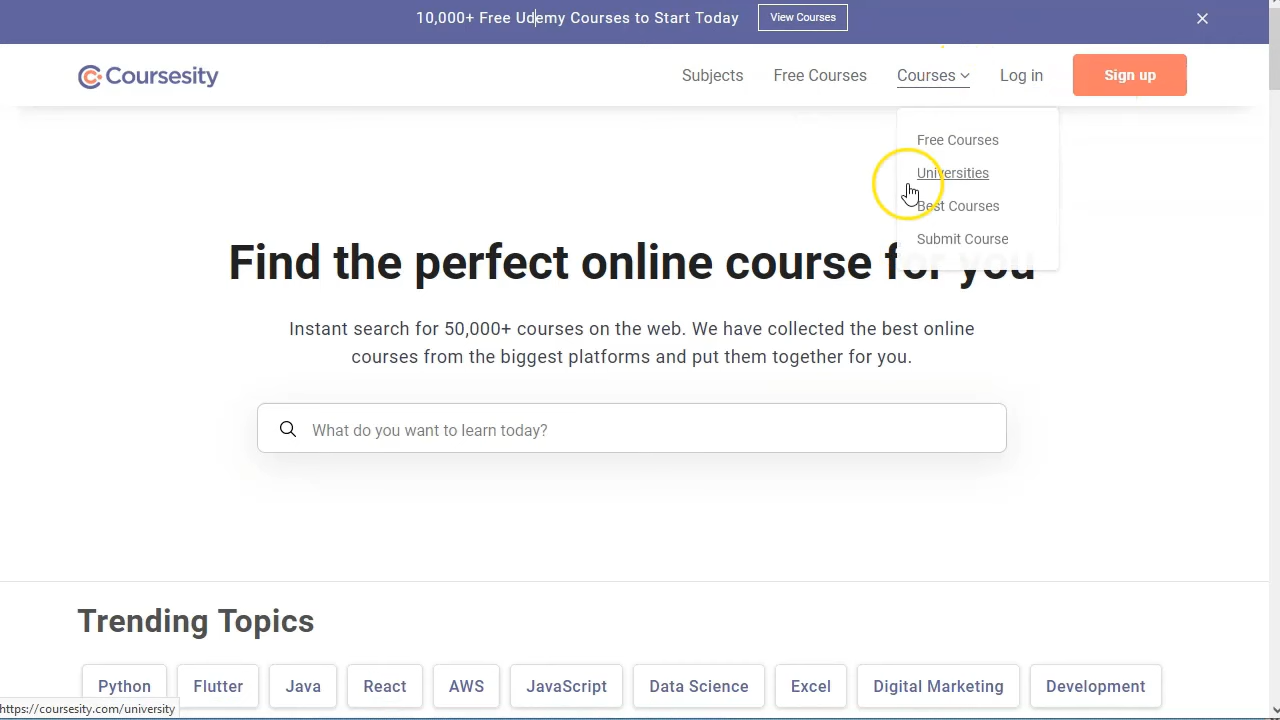 10,000+ Free Udemy Courses to Start Today
View Courses
Coursesity
Subjects
Free Courses
Courses
Log in
Sign up
Free Courses
Universities
Best Courses
Submit Course
Find the perfect online course for you
Instant search for 50,000+ courses on the web. We have collected the best online
courses from the biggest platforms and put them together for you.
What do you want to learn today?
Trending Topics
Python
Flutter
Java
React
AWS
JavaScript
Data Science
Excel
Digital Marketing
Development
https://coursesity.com/university